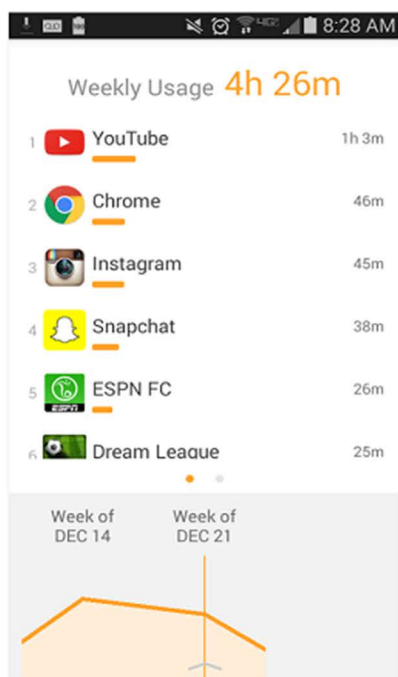 8:28 AM
Weekly Usage 4h 26m
1 YouTube 1h 3m
2 Chrome 46m
3 Instagram 45m
4 Snapchat 38m
5 ESPN FC 26m
ESPN
6 Dream League 25m
Week of Week of
DEC 14 DEC 21